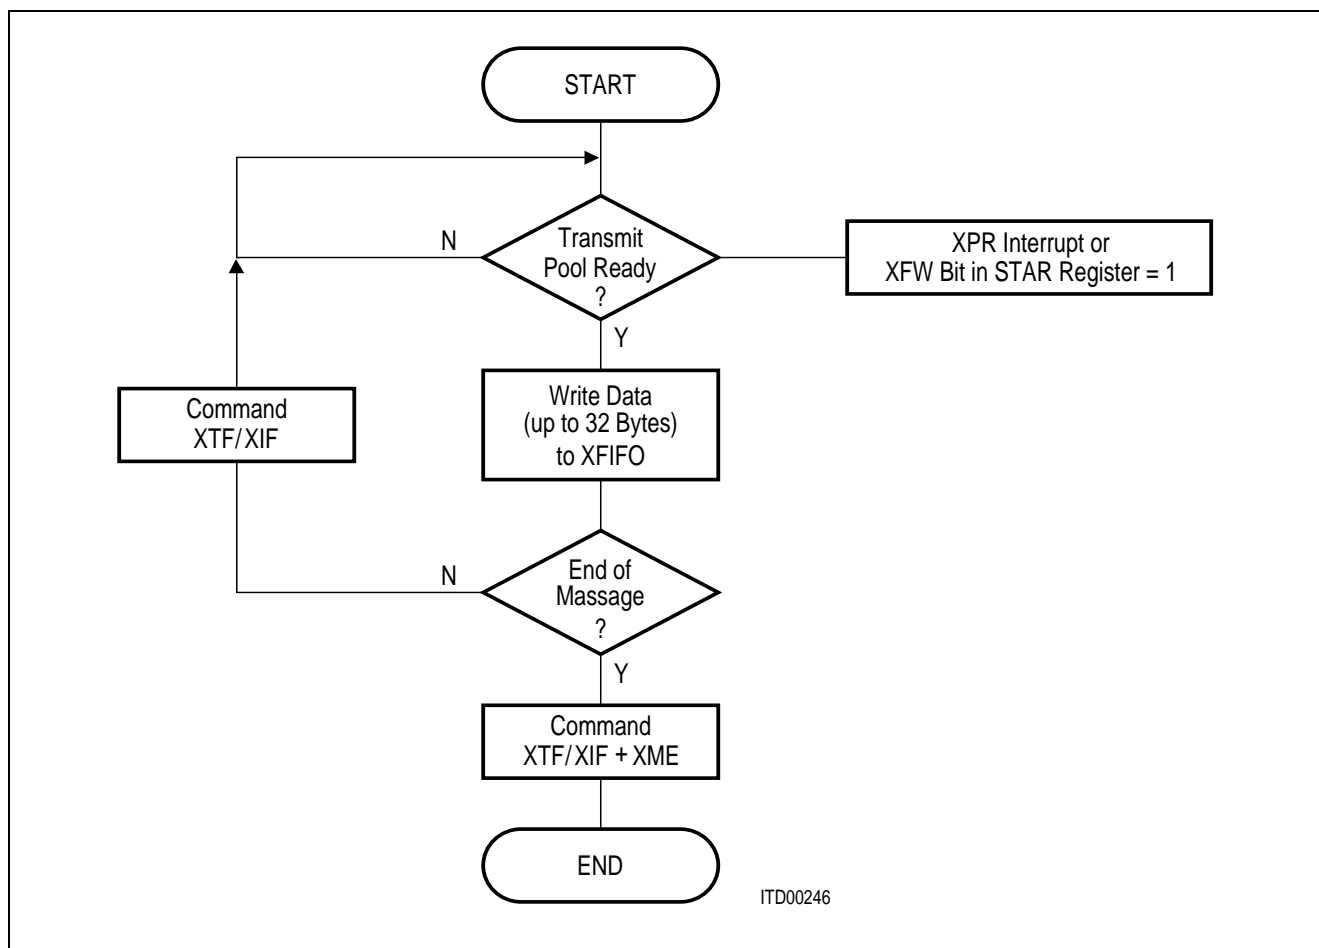 START
N
Transmit
Pool Ready
?
XPR Interrupt or
XFW Bit in STAR Register = 1
Y
Command
XTF/XIF
Write Data
(up to 32 Bytes)
to XFIFO
N
End of
Massage
?
Y
Command
XTF/XIF + XME
END
ITD00246